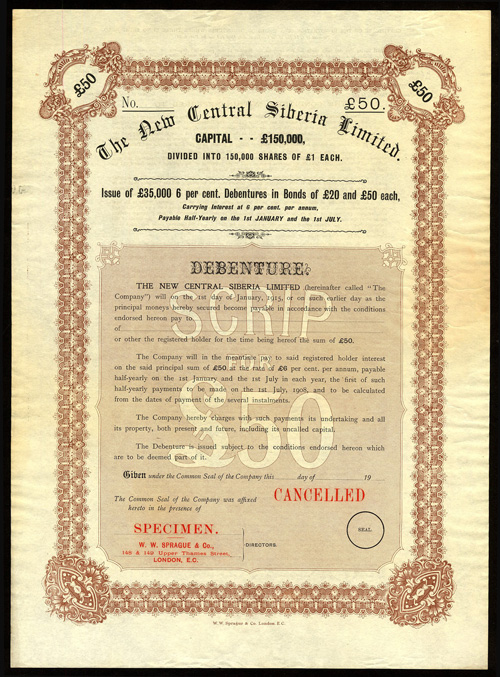 £50
£50
No.
£50.
The New Central Siberia Limited.
CAPITAL - - £150,000,
DIVIDED INTO 150,000 SHARES OF £1 EACH.
Issue of £35,000 6 per cent. Debentures in Bonds of £20 and £50 each,
Carrying Interest at 6 per cent. per annum,
Payable Half-Yearly on the 1st JANUARY and the 1st JULY.
DEBENTURE.
SCRIP
FOR
£50
THE NEW CENTRAL SIBERIA LIMITED (hereinafter called "The
Company") will on the 1st day of January, 1915, or on such earlier day as the
principal moneys hereby secured become payable in accordance with the conditions
endorsed hereon pay to
of
or other the registered holder for the time being hereof the sum of £50.
The Company will in the meantime pay to said registered holder interest
on the said principal sum of £50 at the rate of £6 per cent. per annum, payable
half-yearly on the 1st January and the 1st July in each year, the first of such
half-yearly payments to be made on the 1st July, 1908, and to be calculated
from the dates of payment of the several instalments.
The Company hereby charges with such payments its undertaking and all
its property, both present and future, including its uncalled capital.
The Debenture is issued subject to the conditions endorsed hereon which
are to be deemed part of it.
Given under the Common Seal of the Company this day of 19
CANCELLED
The Common Seal of the Company was affixed
hereto in the presence of
SPECIMEN.
SEAL
W. W. SPRAGUE & Co.,
148 & 149 Upper Thames Street,
LONDON, E.C.
DIRECTORS.
W. W. Sprague & Co. London E.C.